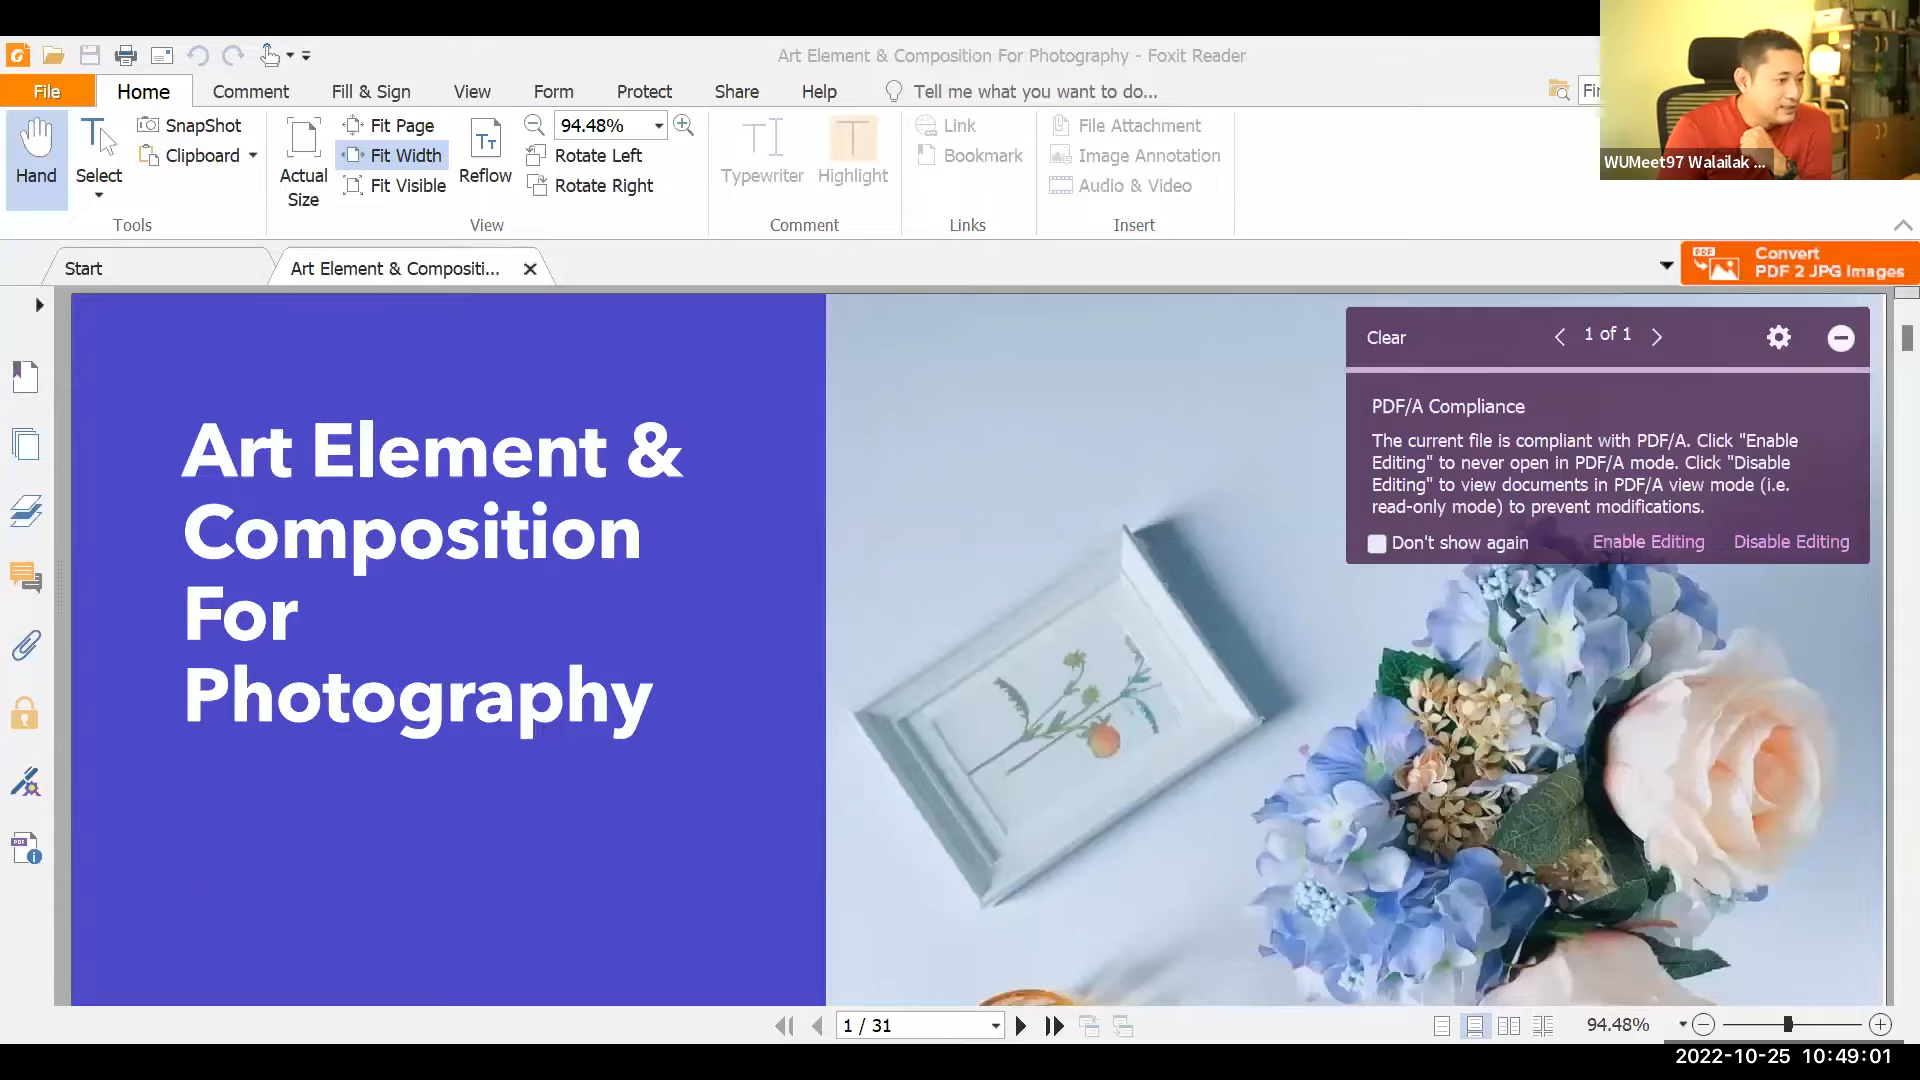 Art Element & Composition For Photography - Foxit Reader
File
Home
Comment
Fill & Sign
View
Form
Protect
Share
Help
Tell me what you want to do...
Hand
Select
SnapShot
Clipboard
Tools
Actual
Size
Fit Page
Fit Width
Fit Visible
Reflow
94.48%
Rotate Left
Rotate Right
View
Typewriter
Highlight
Comment
Link
Bookmark
Links
File Attachment
Image Annotation
Audio & Video
Insert
WUMeet97 Walailak ...
Start
Art Element & Compositi...
PDF
Convert
PDF 2 JPG Images
Art Element &
Composition
For
Photography
Clear
1 of 1
PDF/A Compliance
The current file is compliant with PDF/A. Click "Enable
Editing" to never open in PDF/A mode. Click "Disable
Editing" to view documents in PDF/A view mode (i.e.
read-only mode) to prevent modifications.
Don't show again
Enable Editing
Disable Editing
1 / 31
94.48%
2022-10-25 10:49:01